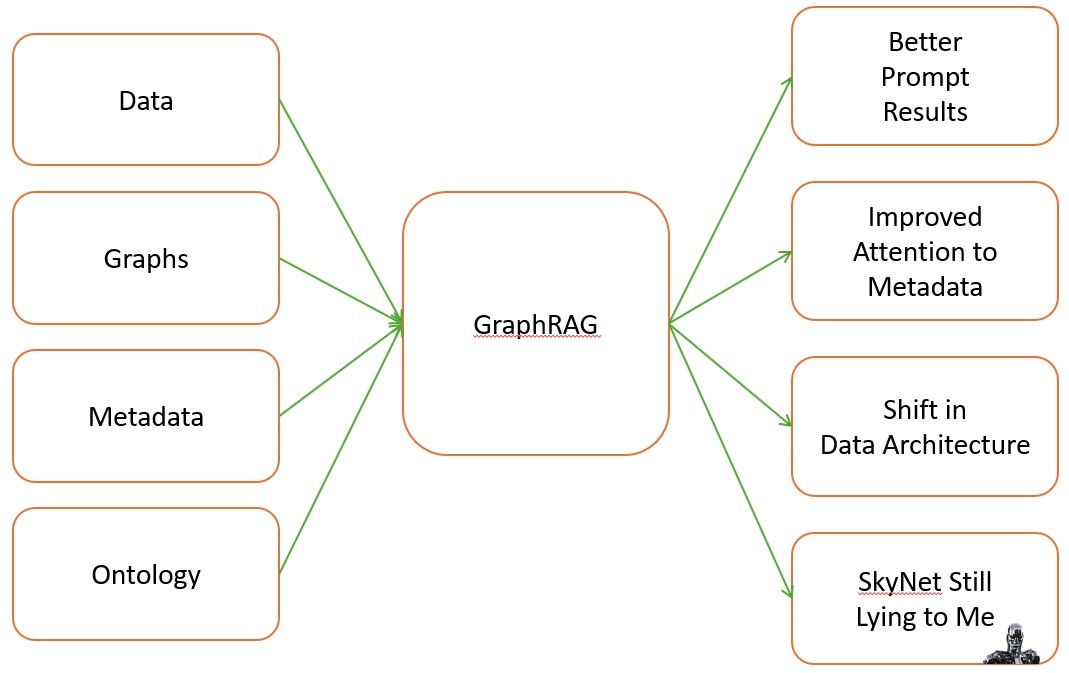 Data
Graphs
Metadata
Ontology
GraphRAG
Better
Prompt
Results
Improved
Attention to
Metadata
Shift in
Data Architecture
SkyNet Still
Lying to Me